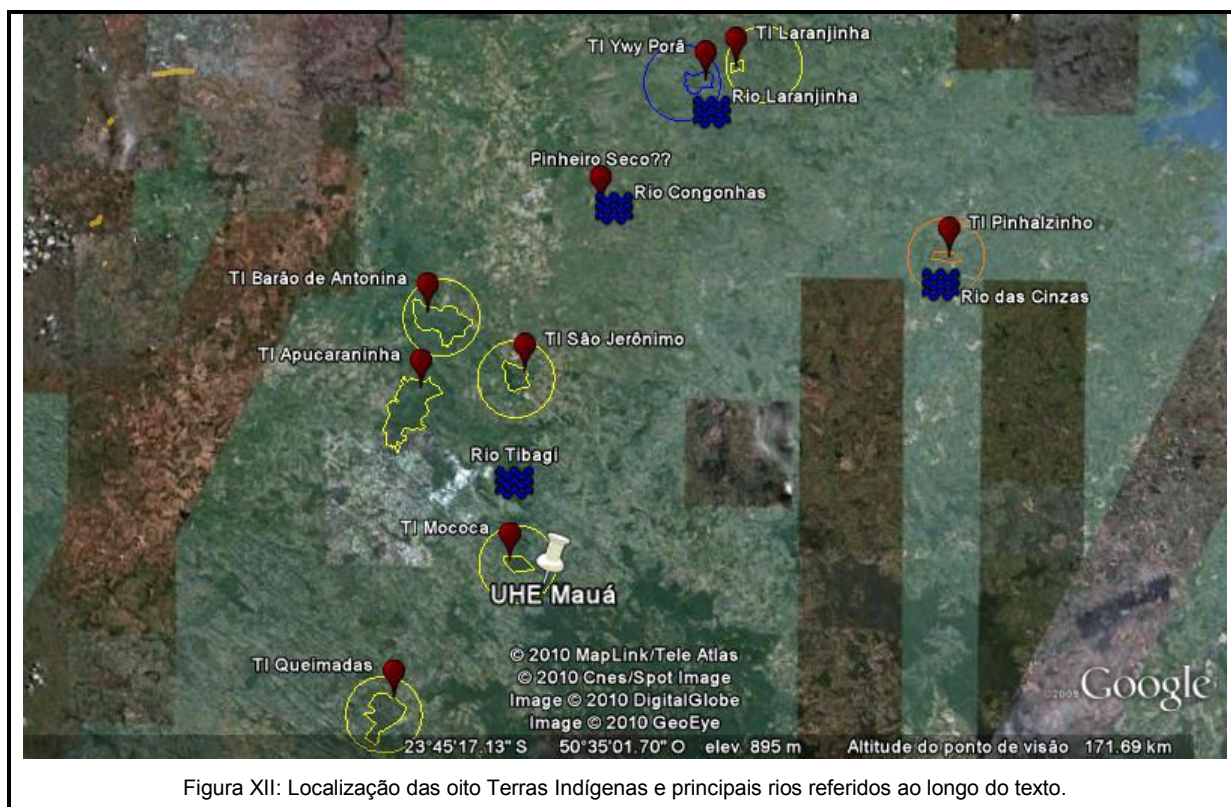 TI Laranjinha
TI Ywy Porã
Rio Laranjinha
Pinheiro Seco??
Rio Congonhas
TI Pinhalzinho
TI Barão de Antonina
Rio das Cinzas
TI São Jerônimo
TI Apucaraninha
Rio Tibagi
TI Mococa
UHE Mauá
TI Queimadas
© 2010 MapLink/Tele Atlas
© 2010 Cnes/Spot Image
Image © 2010 DigitalGlobe
Image © 2010 GeoEye
©2009 Google
23°45'17.13" S 50°35'01.70" O elev 895 m Altitude do ponto de visão 171.69 km
Figura XII: Localização das oito Terras Indígenas e principais rios referidos ao longo do texto.